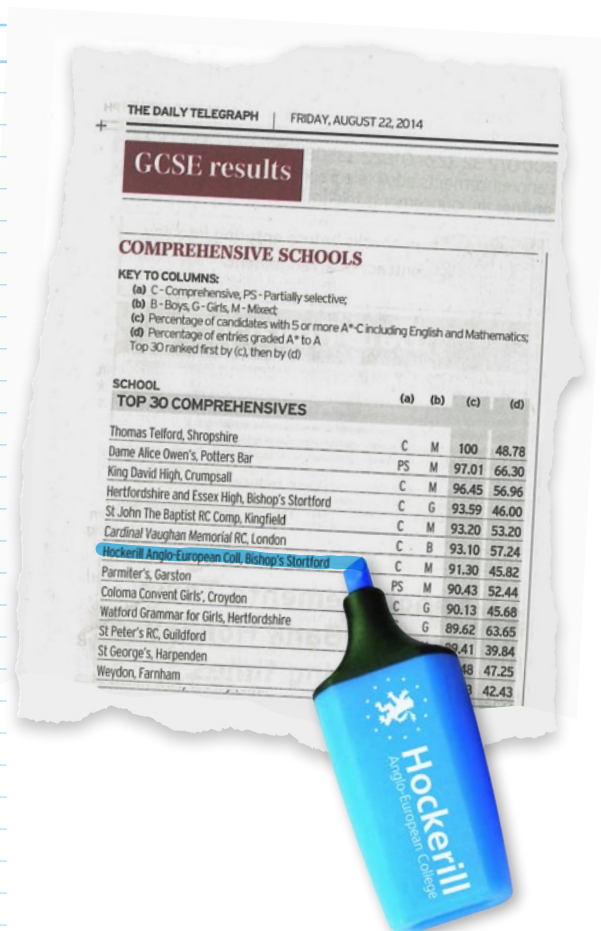 THE DAILY TELEGRAPH | FRIDAY, AUGUST 22, 2014
GCSE results
COMPREHENSIVE SCHOOLS
KEY TO COLUMNS:
(a) C - Comprehensive, PS - Partially selective;
(b) B - Boys, G - Girls, M - Mixed;
(c) Percentage of candidates with 5 or more A*-C including English and Mathematics;
(d) Percentage of entries graded A* to A
Top 30 ranked first by (c), then by (d)
SCHOOL
TOP 30 COMPREHENSIVES (a) (b) (c) (d)
Thomas Telford, Shropshire C M 100 48.78
Dame Alice Owen's, Potters Bar PS M 97.01 66.30
King David High, Crumpsall C M 96.45 56.96
Hertfordshire and Essex High, Bishop's Stortford C G 93.59 46.00
St John The Baptist RC Comp, Kingfield C M 93.20 53.20
Cardinal Vaughan Memorial RC, London C B 93.10 57.24
Hockerill Anglo-European Coll, Bishop's Stortford C M 91.30 45.82
Parmiter's, Garston PS M 90.43 52.44
Coloma Convent Girls', Croydon C G 90.13 45.68
Watford Grammar for Girls, Hertfordshire G 89.62 63.65
St Peter's RC, Guildford 39.84
St George's, Harpenden 47.25
Weydon, Farnham 42.43
Hockerill
Anglo-European College